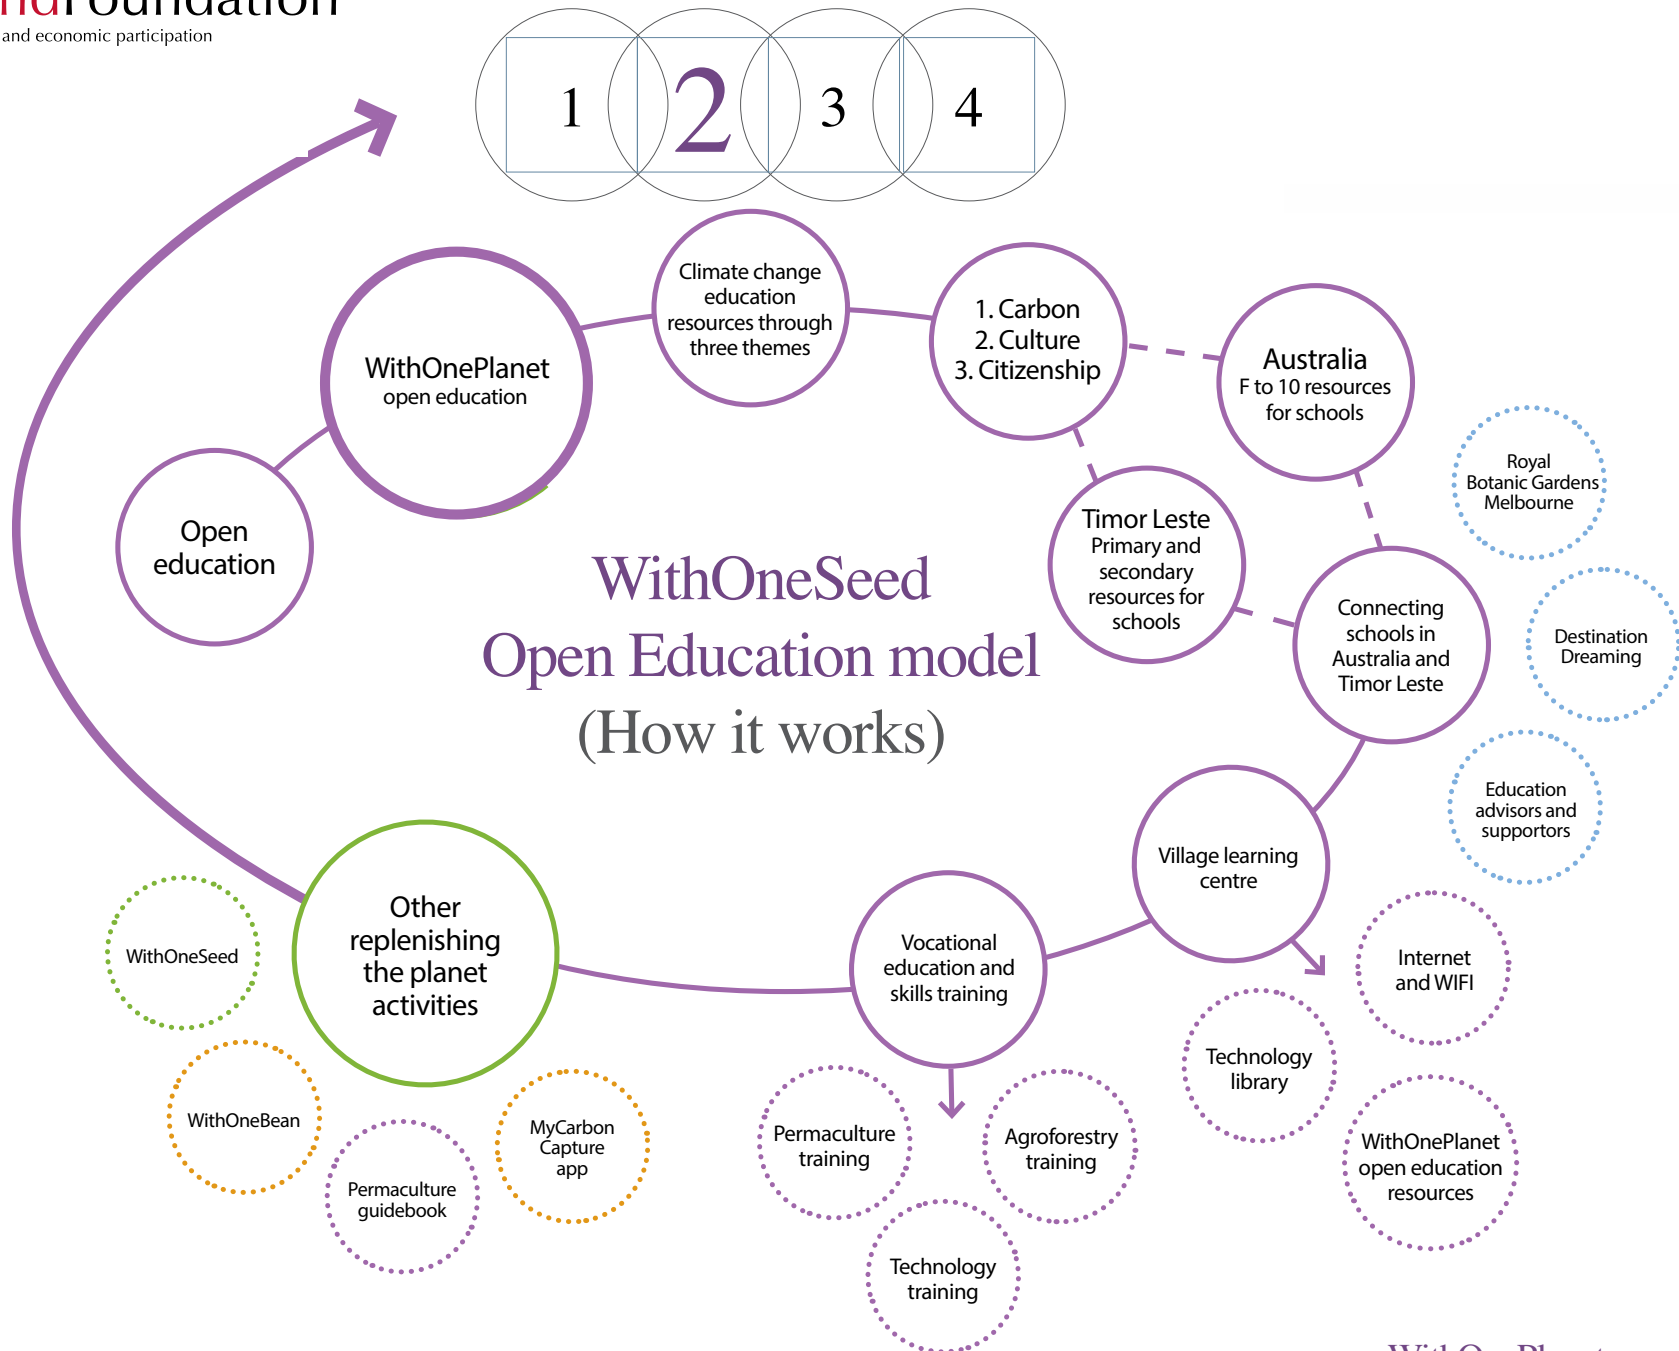 and economic participation
1
2
3
4
Climate change
education
resources through
three themes
1. Carbon
2. Culture
3. Citizenship
WithOnePlanet
open education
Australia
F to 10 resources
for schools
Royal
Botanic Gardens
Melbourne
Open
education
Timor Leste
Primary and
secondary
resources for
schools
WithOneSeed
Open Education model
(How it works)
Connecting
schools in
Australia and
Timor Leste
Destination
Dreaming
Education
advisors and
supportors
Village learning
centre
Other
replenishing
the planet
activities
Vocational
education and
skills training
WithOneSeed
Internet
and WIFI
Technology
library
WithOneBean
MyCarbon
Capture
app
Permaculture
guidebook
Permaculture
training
Agroforestry
training
Technology
training
WithOnePlanet
open education
resources